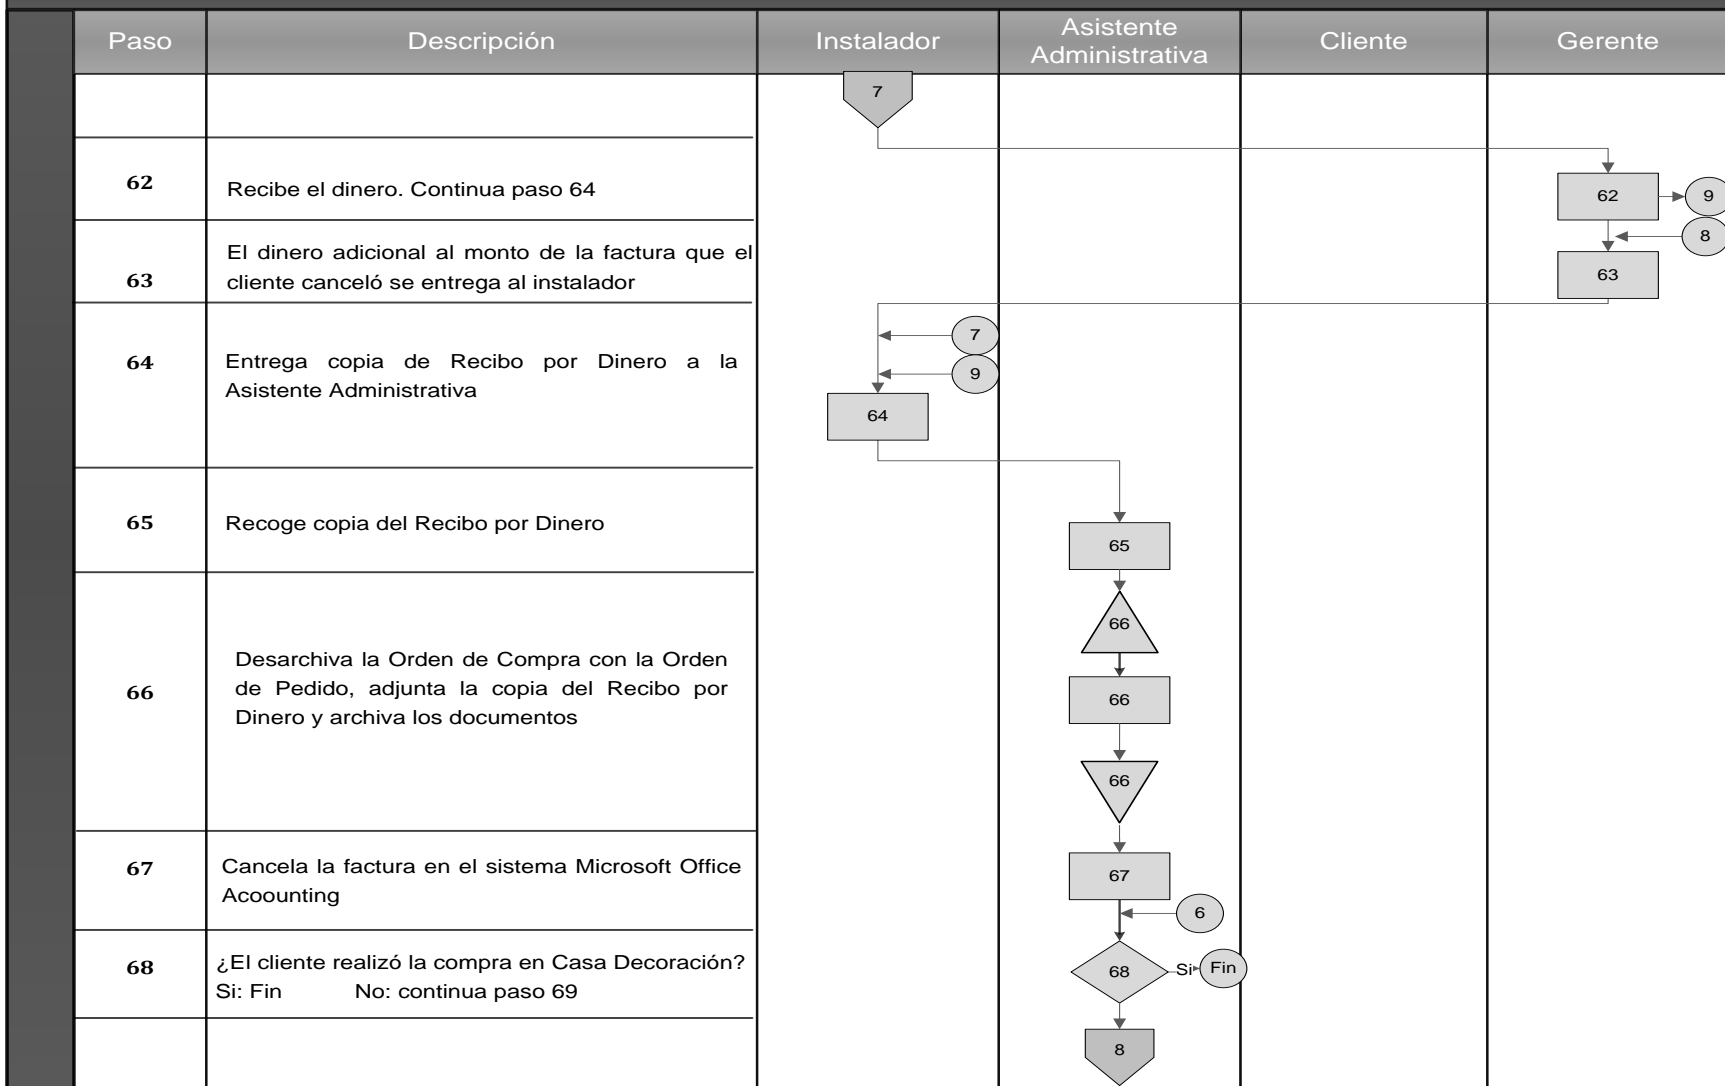 Paso
Descripción
Instalador
Asistente
Administrativa
Cliente
Gerente
7
62
Recibe el dinero. Continua paso 64
62
9
8
63
El dinero adicional al monto de la factura que el
cliente canceló se entrega al instalador
63
7
64
Entrega copia de Recibo por Dinero a la
Asistente Administrativa
9
64
65
Recoge copia del Recibo por Dinero
65
66
66
Desarchiva la Orden de Compra con la Orden
de Pedido, adjunta la copia del Recibo por
Dinero y archiva los documentos
66
66
67
Cancela la factura en el sistema Microsoft Office
Acoounting
67
6
68
¿El cliente realizó la compra en Casa Decoración?
Si: Fin No: continua paso 69
68
Si
Fin
8